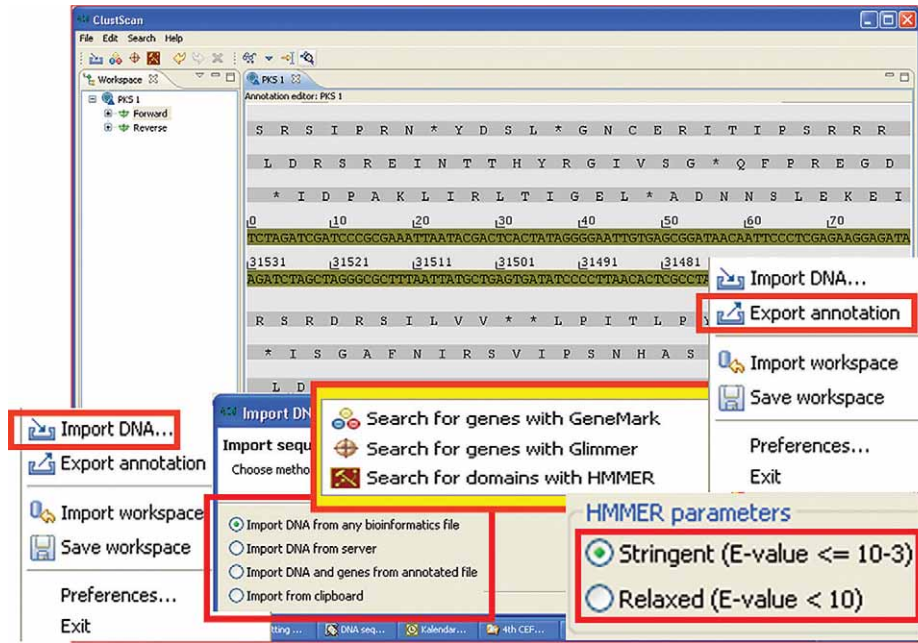 ClustScan
File Edit Search Help
Workspace
PKS 1
PKS 1
Forward
Reverse
Annotation editor: PKS 1
S R S I P R N * Y D S L * G N C E R I T I P S R R R
L D R S R E I N T T H Y R G I V S G * Q F P R E G D
* I D P A K L I R L T I G E L * A D N N S L E K E I
0 10 20 30 40 50 60 70
TCTAGATCGATCCCGCGAAATTAATACGACTCACTATAGGGGAATTGTGAGCGGATAACAATTCCCTCGAGAAGGAGATA
31531 31521 31511 31501 31491 31481
AGATCTAGCTAGGGCGCTTTAATTATGCTGAGTGATATCCCCTTAACACTCGCCTA
R S R D R S I L V V * * L P I T L P Y
* I S G A F N I R S V I P S N H A S
L D
Import DNA...
Export annotation
Import workspace
Save workspace
Preferences...
Exit
Import DN
Import sequ
Choose metho
Search for genes with GeneMark
Search for genes with Glimmer
Search for domains with HMMER
Import DNA...
Export annotation
Import workspace
Save workspace
Preferences...
Exit
Import DNA from any bioinformatics file
Import DNA from server
Import DNA and genes from annotated file
Import from clipboard
HMMER parameters
Stringent (E-value <= 10-3)
Relaxed (E-value < 10)
tting ... DNA seq... Kalendar... 4th CEF...